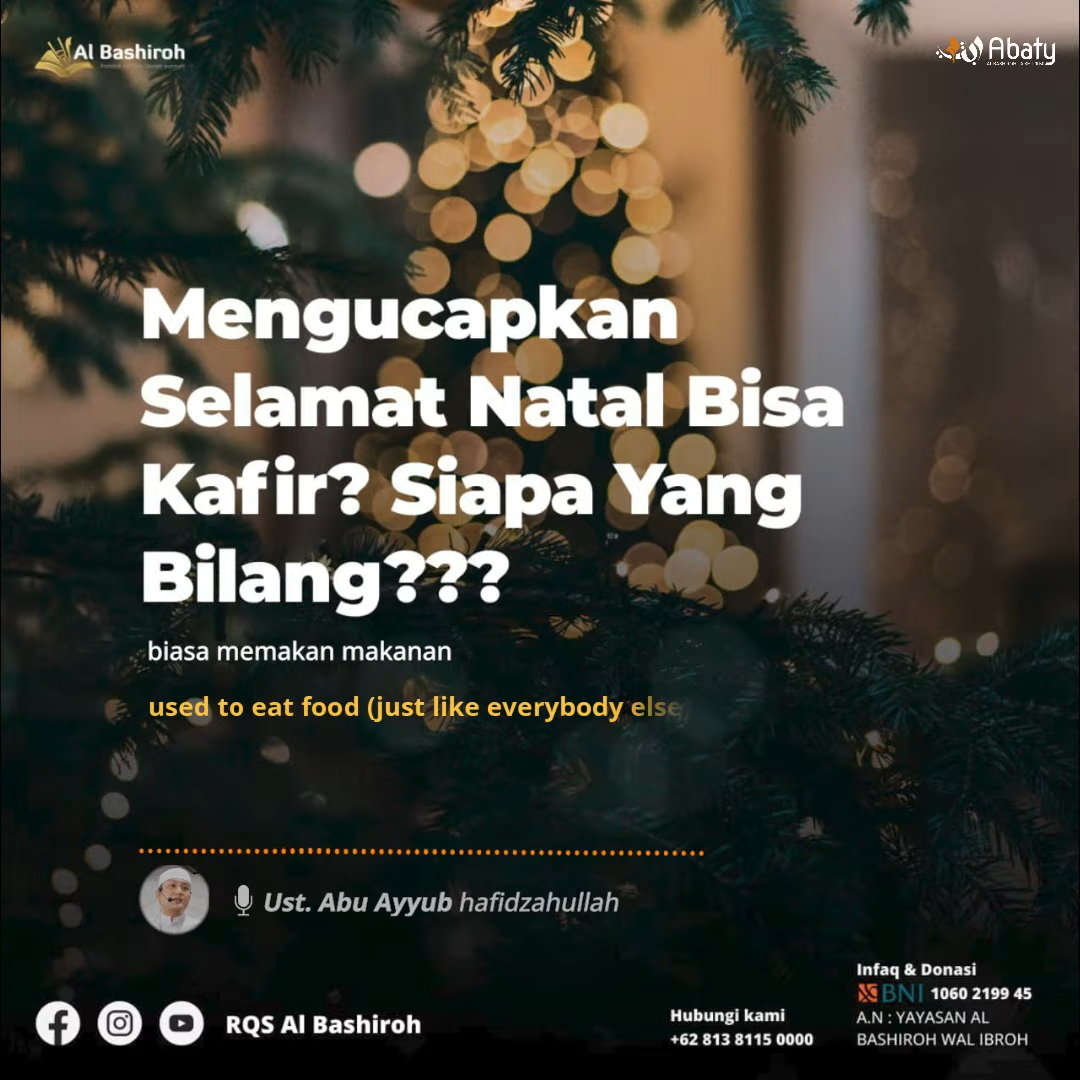 Al Bashiroh
Abaty
Mengucapkan
Selamat Natal Bisa
Kafir? Siapa Yang
Bilang???
biasa memakan makanan
used to eat food (just like everybody else
Ust. Abu Ayyub hafidzahullah
RQS Al Bashiroh
Hubungi kami
+62 813 8115 0000
Infaq & Donasi
BNI 1060 2199 45
A.N : YAYASAN AL
BASHIROH WAL IBROH